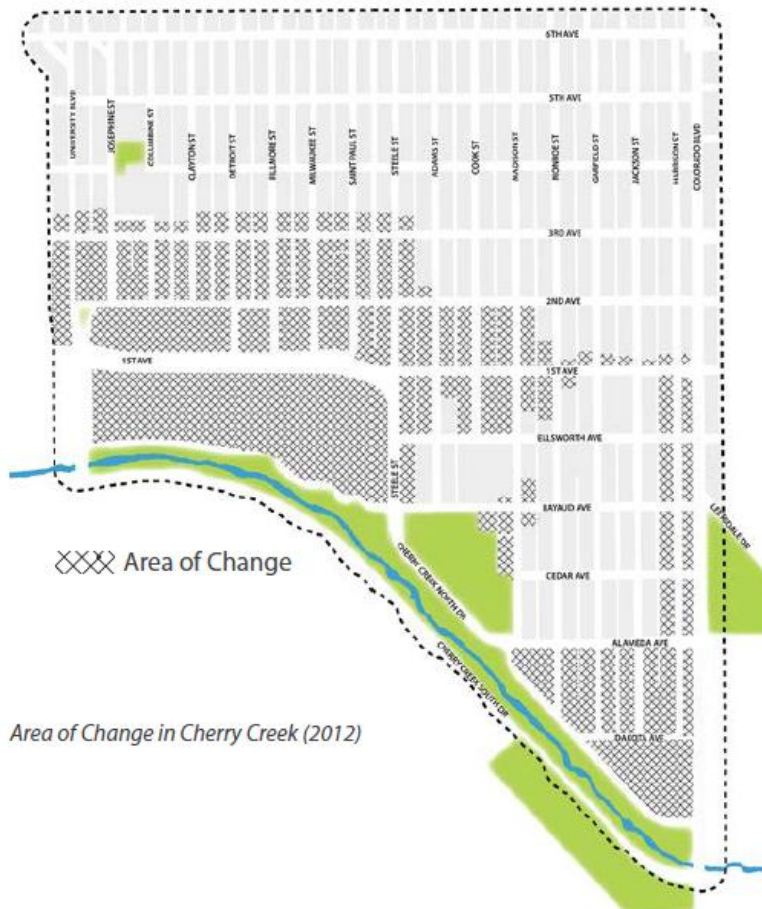 6TH AVE
5TH AVE
UNIVERSITY BLVD
JOSEPHINE ST
COLUMBINE ST
CLAYTON ST
DETROIT ST
FILLMORE ST
MILWAUKEE ST
SAINT PAUL ST
STEELE ST
ADAMS ST
COOK ST
MADISON ST
MONROE ST
GARFIELD ST
JACKSON ST
HARRISON ST
COLORADO BLVD
3RD AVE
2ND AVE
1ST AVE
1ST AVE
ELLSWORTH AVE
STEELE ST
BAYAUD AVE
LEETSDALE DR
Area of Change
CHERRY CREEK NORTH DR
CEDAR AVE
ALAMEDA AVE
CHERRY CREEK SOUTH DR
Area of Change in Cherry Creek (2012)
DAKOTA AVE